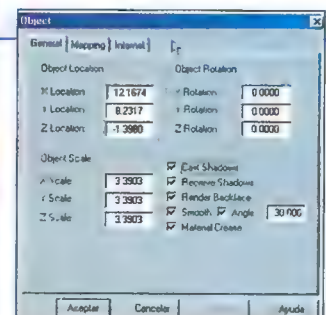 Object
General Mapping Internal
Object Location
X Location 12.1674
Y Location 8.2317
Z Location -1.3980
Object Rotation
X Rotation 0.0000
Y Rotation 0.0000
Z Rotation 0.0000
Object Scale
X Scale 3.3903
Y Scale 3.3903
Z Scale 3.3903
Cast Shadows
Receive Shadows
Render Backface
Smooth Angle 30.000
Material Crease
Aceptar Cancelar Ayuda